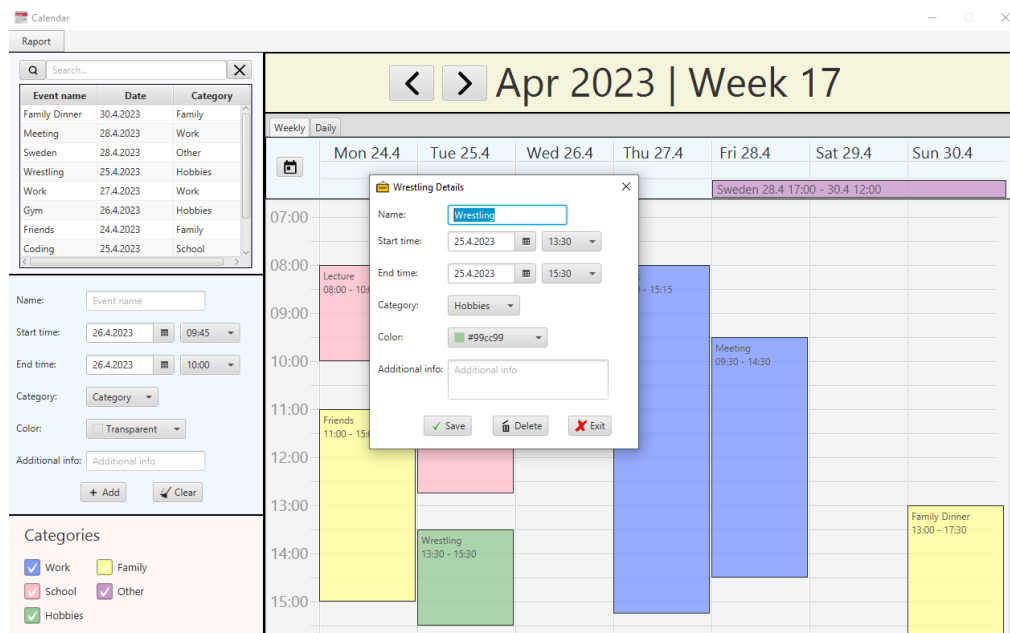 Calendar
Raport
Search...
Event name Date Category
Family Dinner 30.4.2023 Family
Meeting 28.4.2023 Work
Sweden 28.4.2023 Other
Wrestling 25.4.2023 Hobbies
Work 27.4.2023 Work
Gym 26.4.2023 Hobbies
Friends 24.4.2023 Family
Coding 25.4.2023 School
Name: Event name
Start time: 26.4.2023 09:45
End time: 26.4.2023 10:00
Category: Category
Color: Transparent
Additional info: Additional info
+ Add Clear
Categories
Work Family
School Other
Hobbies
Apr 2023 | Week 17
Weekly Daily
Mon 24.4 Tue 25.4 Wed 26.4 Thu 27.4 Fri 28.4 Sat 29.4 Sun 30.4
Sweden 28.4 17:00 - 30.4 12:00
07:00
08:00
09:00
10:00
11:00
12:00
13:00
14:00
15:00
Lecture
08:00 - 10:
Friends
11:00 - 15:
Wrestling
13:30 - 15:30
- 15:15
Meeting
09:30 - 14:30
Family Dinner
13:00 - 17:30
Wrestling Details
Name: Wrestling
Start time: 25.4.2023 13:30
End time: 25.4.2023 15:30
Category: Hobbies
Color: #99cc99
Additional info: Additional info
Save Delete Exit